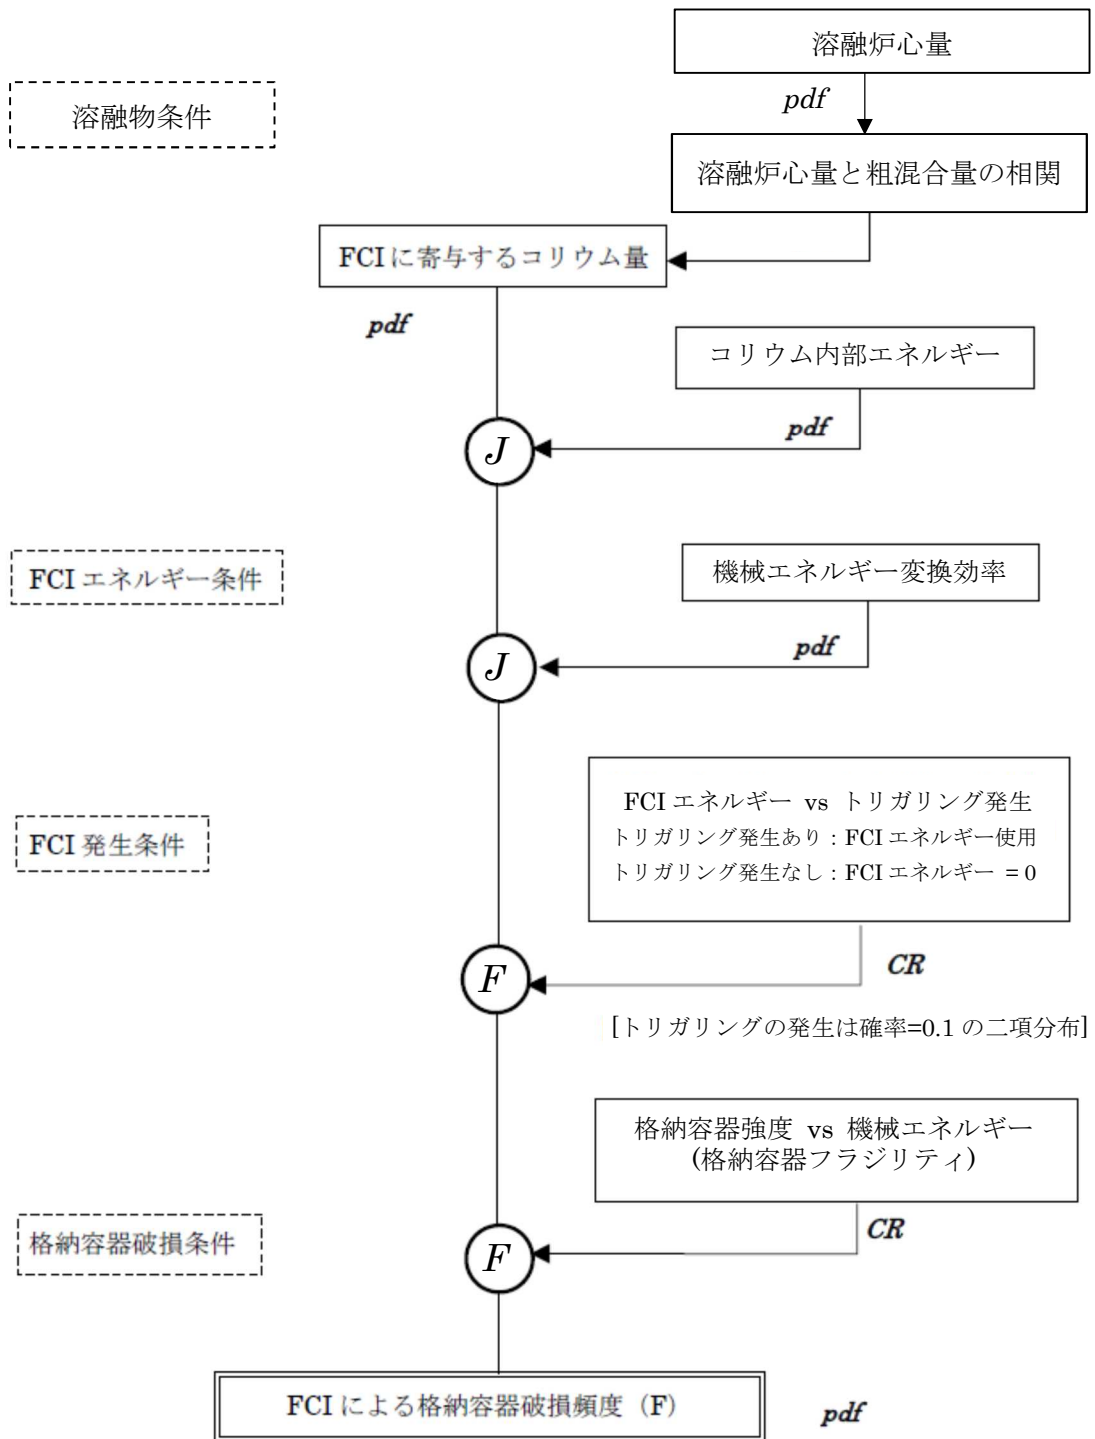 溶融炉心量
pdf
溶融物条件
溶融炉心量と粗混合量の相関
FCIに寄与するコリウム量
pdf
コリウム内部エネルギー
pdf
J
FCIエネルギー条件
機械エネルギー変換効率
pdf
J
FCIエネルギー vs トリガリング発生
トリガリング発生あり：FCIエネルギー使用
トリガリング発生なし：FCIエネルギー = 0
FCI発生条件
CR
F
[トリガリングの発生は確率=0.1の二項分布]
格納容器強度 vs 機械エネルギー
(格納容器フラジリティ)
格納容器破損条件
CR
F
FCIによる格納容器破損頻度（F）
pdf